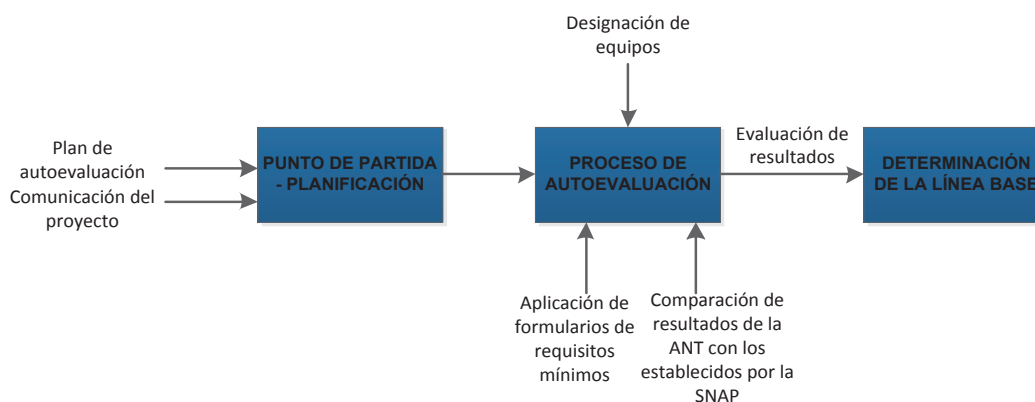 Designación de
equipos
Plan de
autoevaluación
Comunicación del
proyecto
PUNTO DE PARTIDA
- PLANIFICACIÓN
PROCESO DE
AUTOEVALUACIÓN
Evaluación de
resultados
DETERMINACIÓN
DE LA LÍNEA BASE
Aplicación de
formularios de
requisitos
mínimos
Comparación de
resultados de la
ANT con los
establecidos por la
SNAP